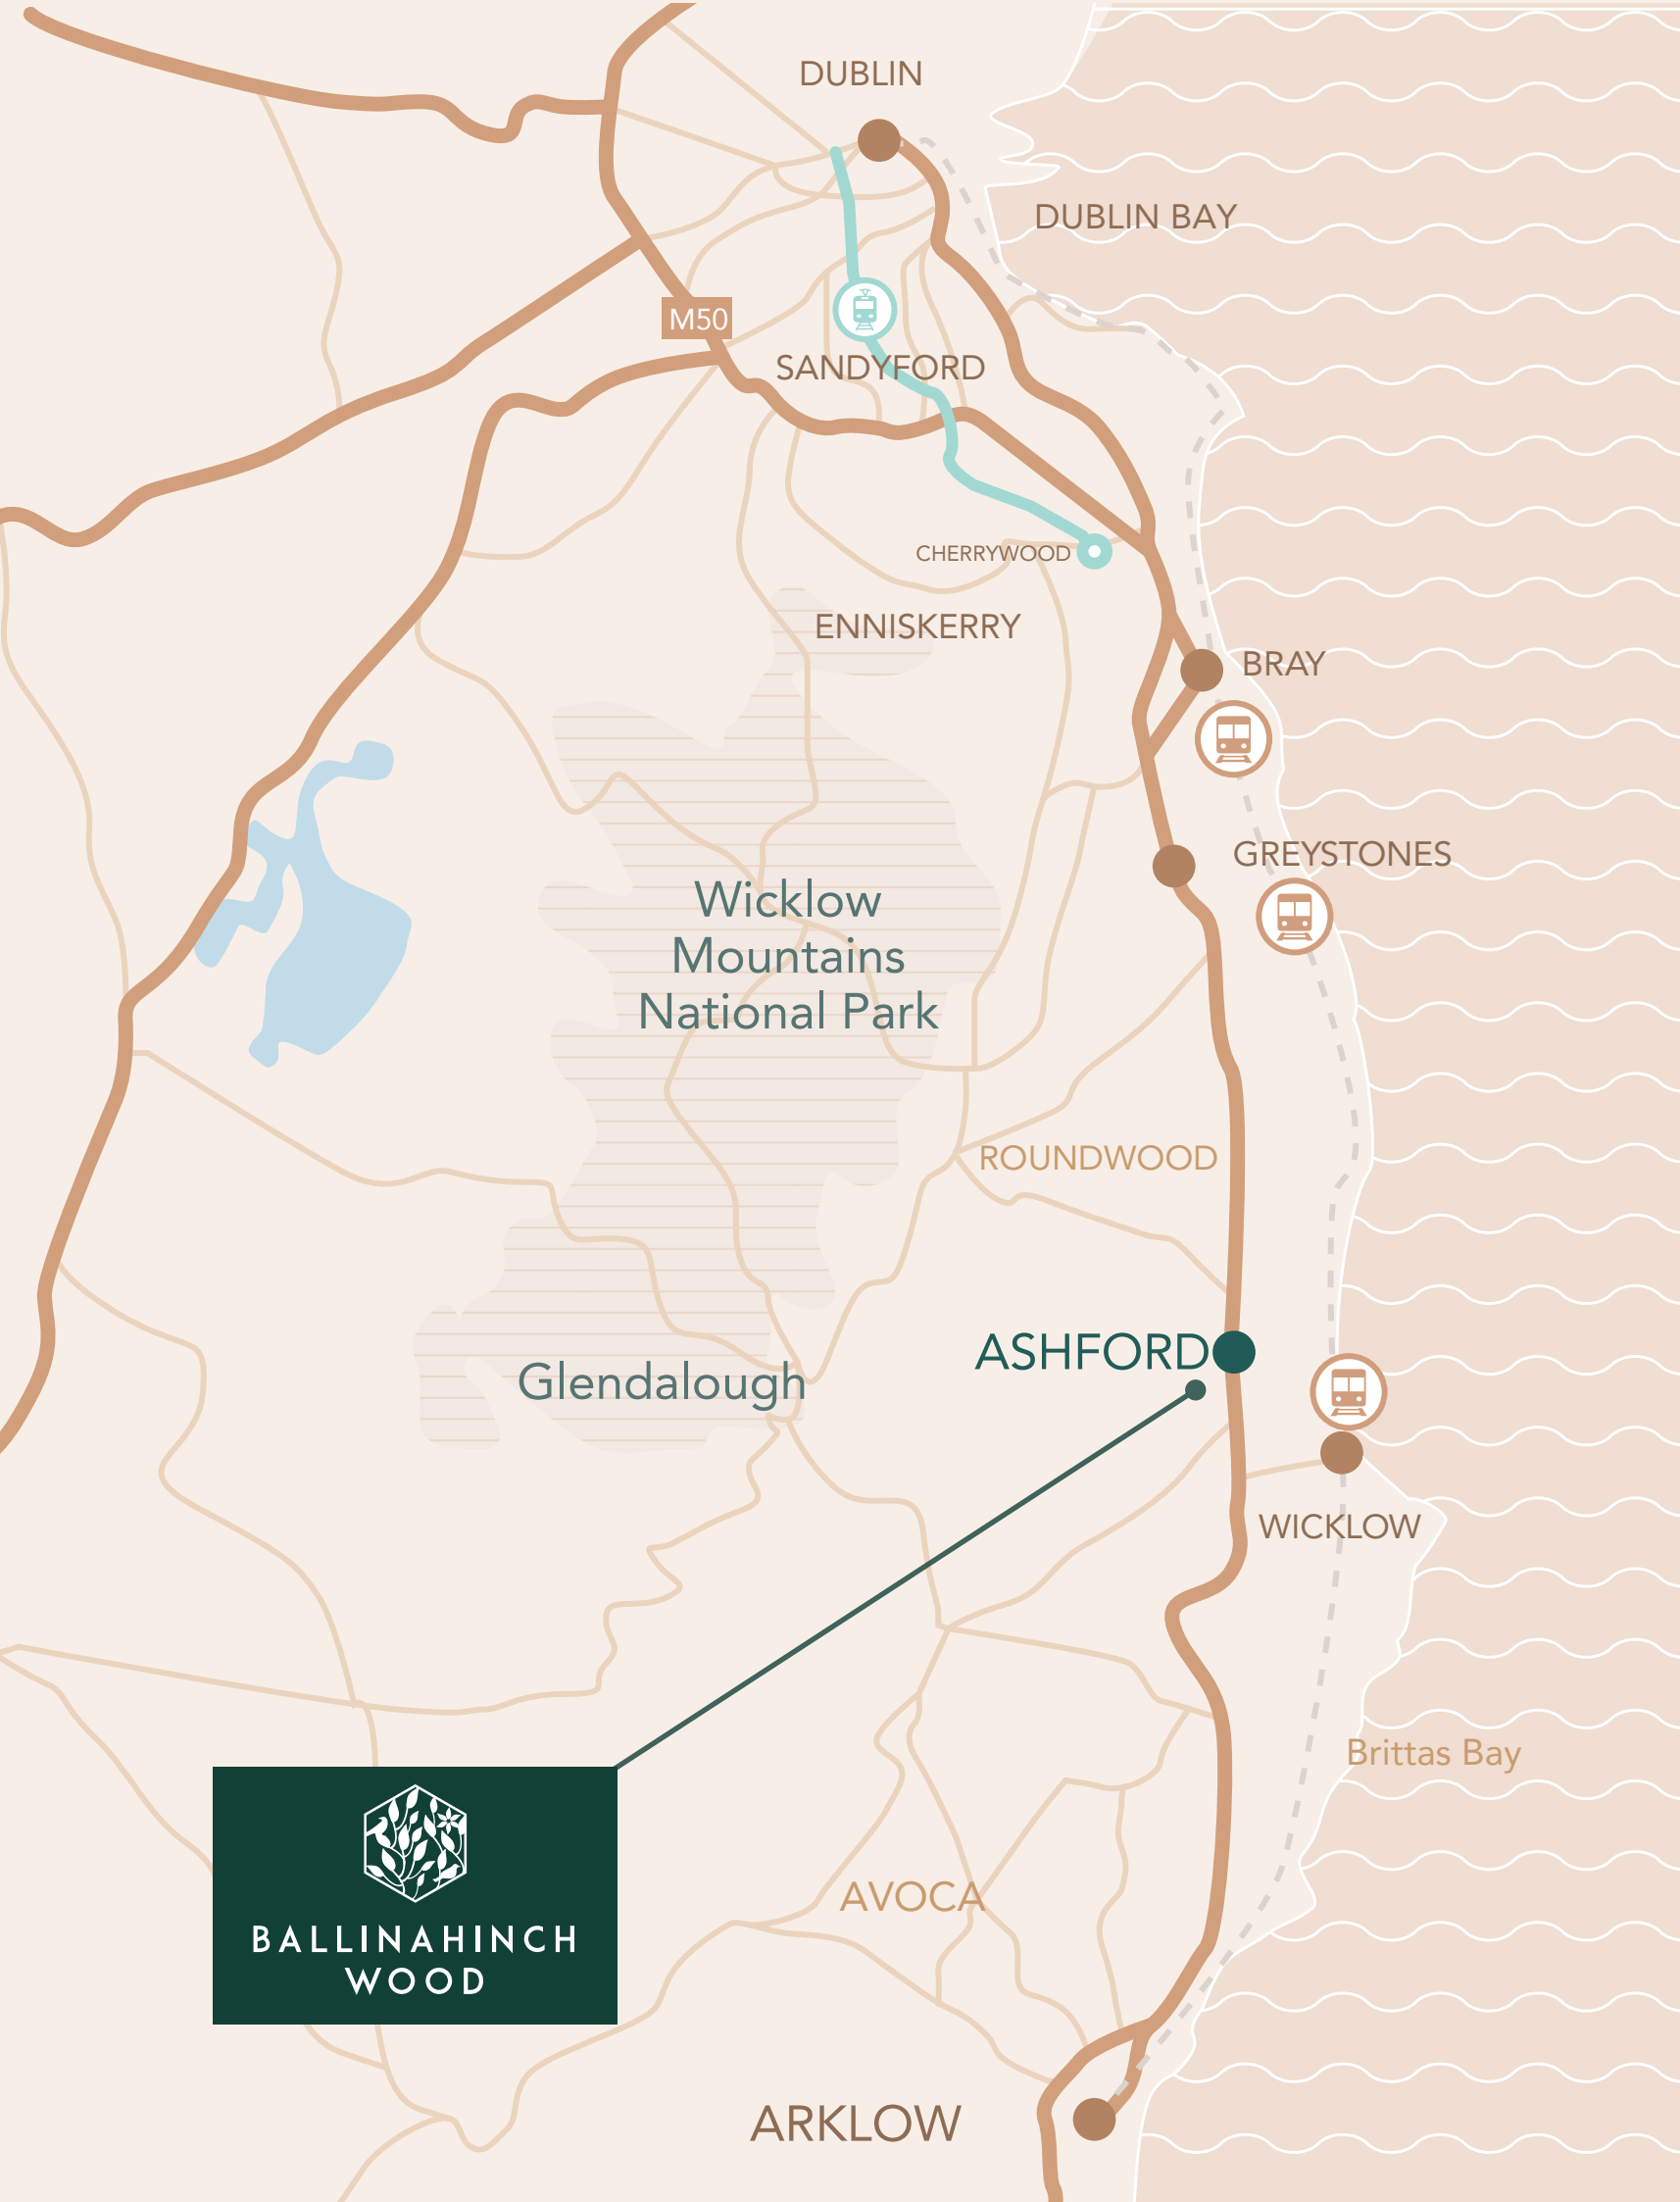 DUBLIN
DUBLIN BAY
M50
SANDYFORD
CHERRYWOOD
ENNISKERRY
BRAY
GREYSTONES
Wicklow
Mountains
National Park
ROUNDWOOD
ASHFORD
Glendalough
WICKLOW
Brittas Bay
BALLINAHINCH
WOOD
AVOCA
ARKLOW